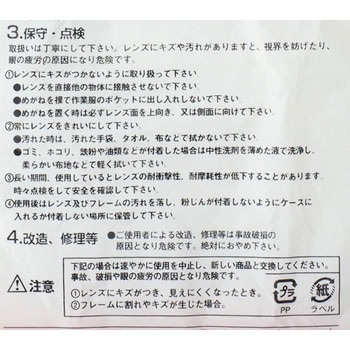 3.保守・点検
取扱いは丁寧にして下さい。レンズにキズや汚れがありますと、視界を妨げたり、
眼の疲労の原因になり危険です。
①レンズにキズがつかないように取り扱って下さい。
●レンズを直接他の物体に接触させないで下さい。
●めがねを裸で作業服のポケットに出し入れしないで下さい。
●めがねを置く時は必ずレンズ面を上向き、又は側面に向けて下さい。
②常にレンズをきれいにして下さい。
●汚れた時は、汚れた手袋、タオル、布などで拭かないで下さい。
●ゴミ、ホコリ、鉄粉や油類などが付着した場合は中性洗剤を薄めた液で洗浄し、
柔らかい布地などで軽く拭いて下さい。
③長い期間、使用しているとレンズの耐衝撃性、耐摩耗性が低下することがあります。
時々点検をして安全を確認して下さい。
④使用後はレンズ及びフレームの汚れを落し、粉じんが付着しないようにケースに
入れるか付着しない場所に保管して下さい。
4.改造、修理等 ●ご使用者による改造、修理等は事故破損の
原因となり危険です。絶対におやめ下さい。
下記の場合は速やかに使用を中止し、新しい商品と交換してください。
事故、破損や眼の疲労の原因となり危険です。
注意 ①レンズにキズがつき、見えにくくなったとき。
②フレームに割れやキズが生じた場合。
プラ
PP
紙
ラベル